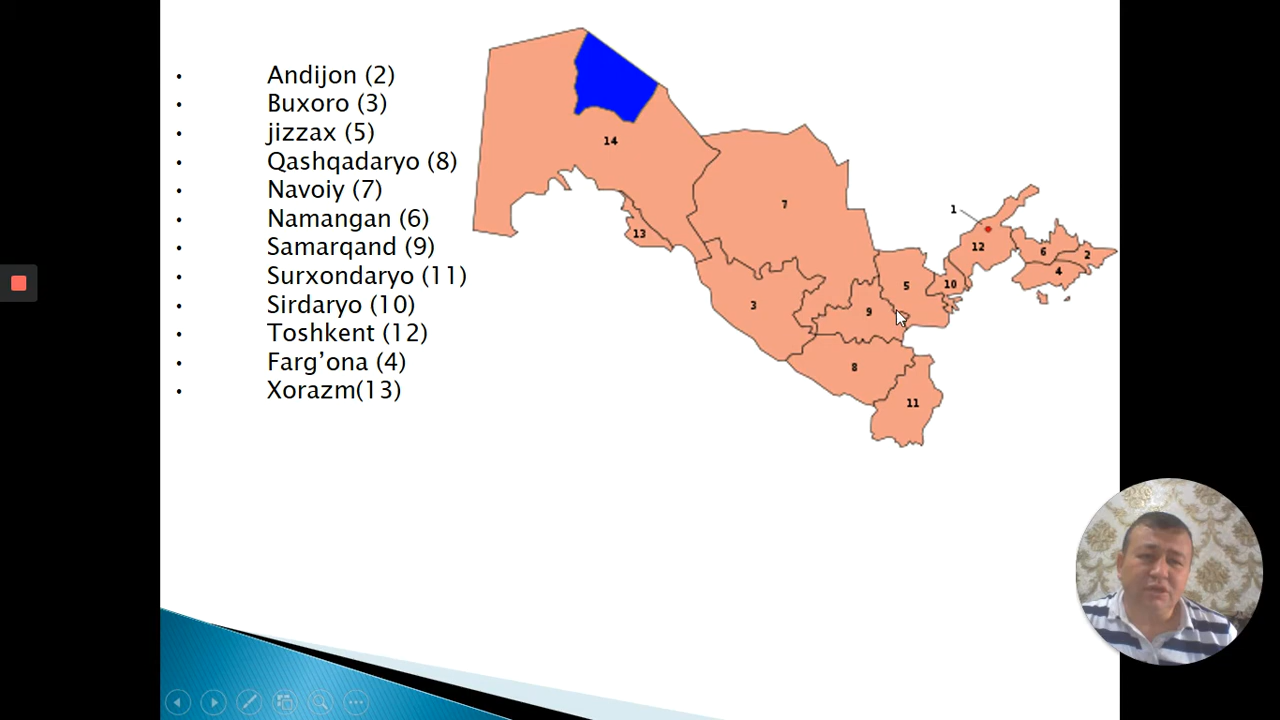 Andijon (2)
Buxoro (3)
jizzax (5)
Qashqadaryo (8)
Navoiy (7)
Namangan (6)
Samarqand (9)
Surxondaryo (11)
Sirdaryo (10)
Toshkent (12)
Farg’ona (4)
Xorazm(13)
14
7
13
1
12
6
2
4
5
10
3
9
8
11